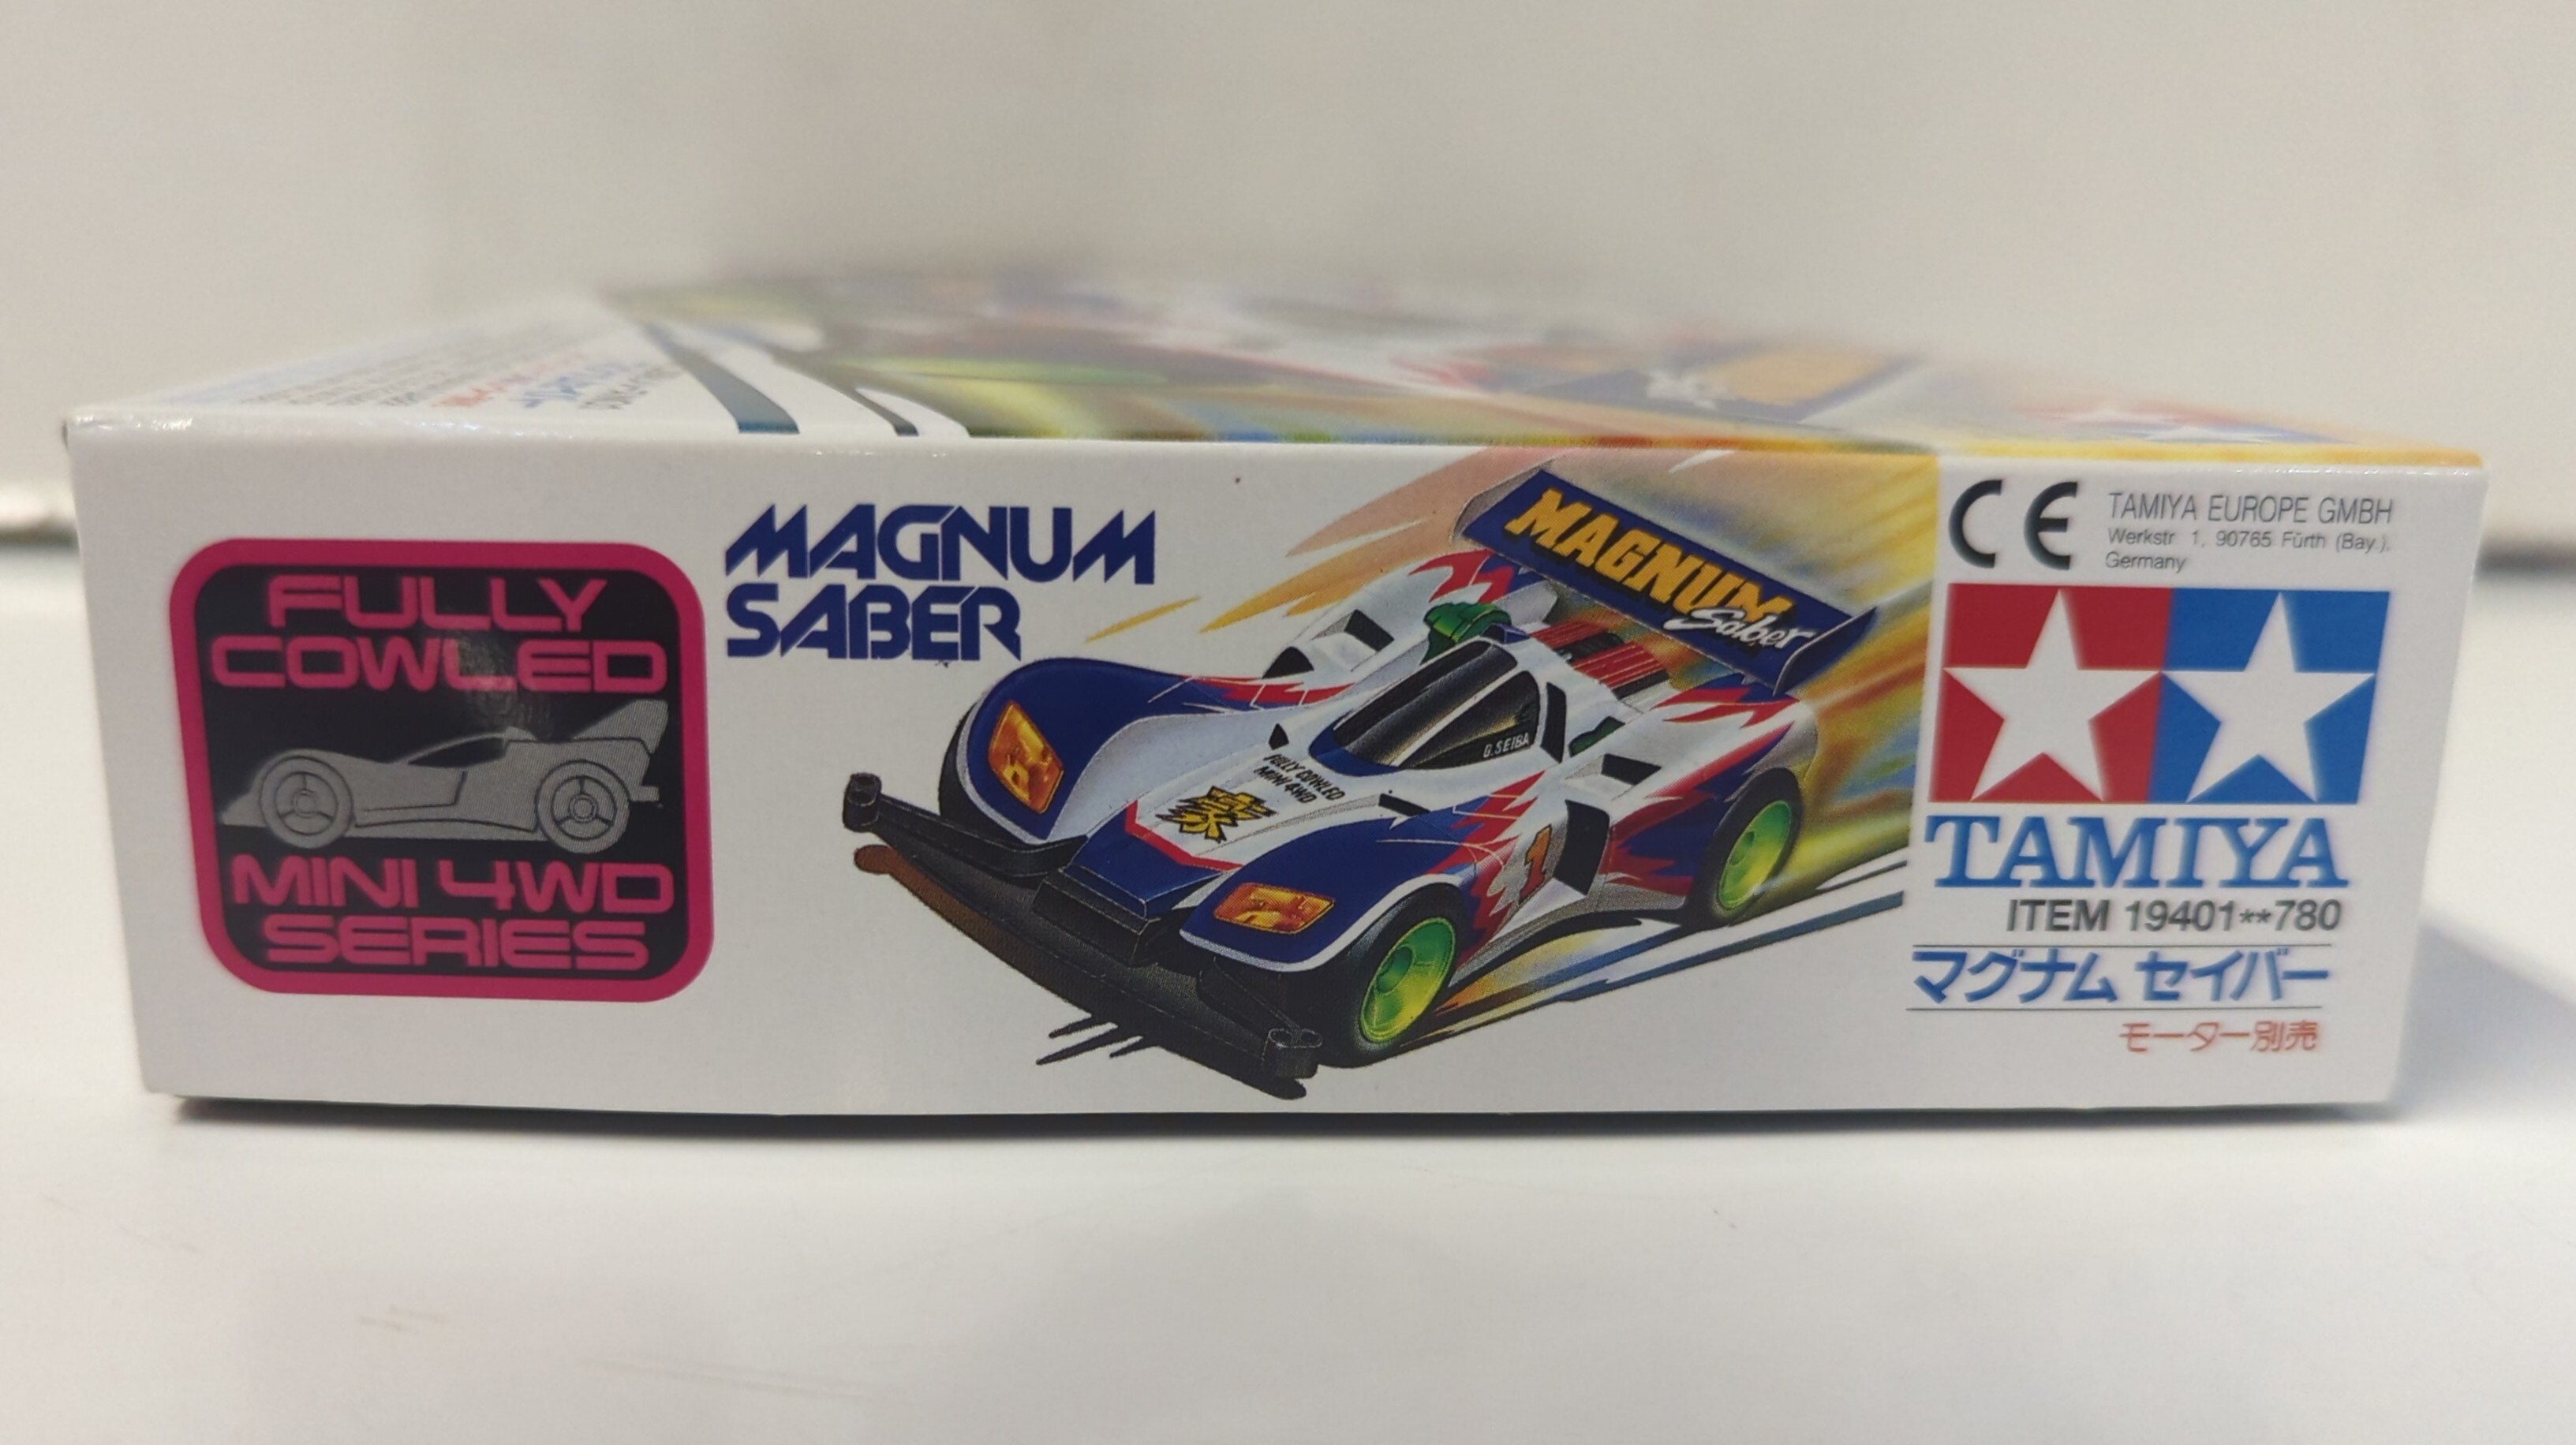 FULLY
COWLED
MINI 4WD
SERIES
MAGNUM
SABER
MAGNUM
Saber
G.SEIBA
FULLY COWLED
MINI 4WD
1
CE
TAMIYA EUROPE GMBH
Werkstr. 1, 90765 Fürth (Bay.),
Germany
TAMIYA
ITEM 19401**780
マグナム セイバー
モーター別売